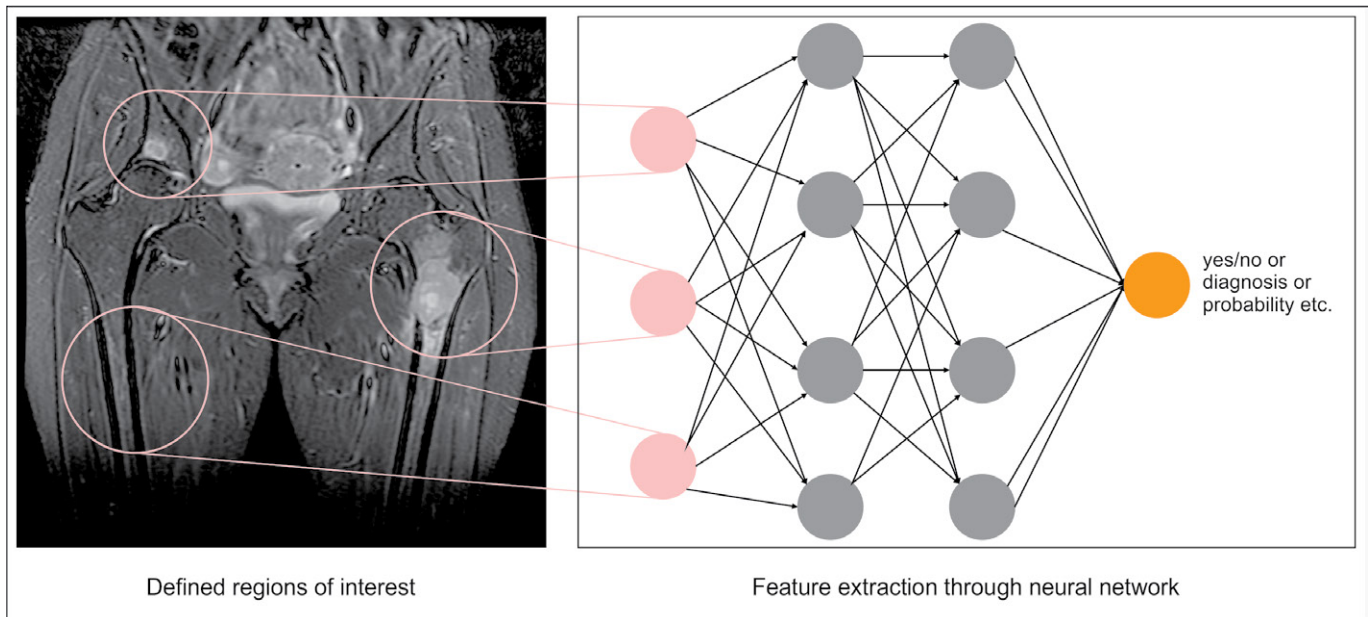 yes/no or
diagnosis or
probability etc.
Defined regions of interest
Feature extraction through neural network